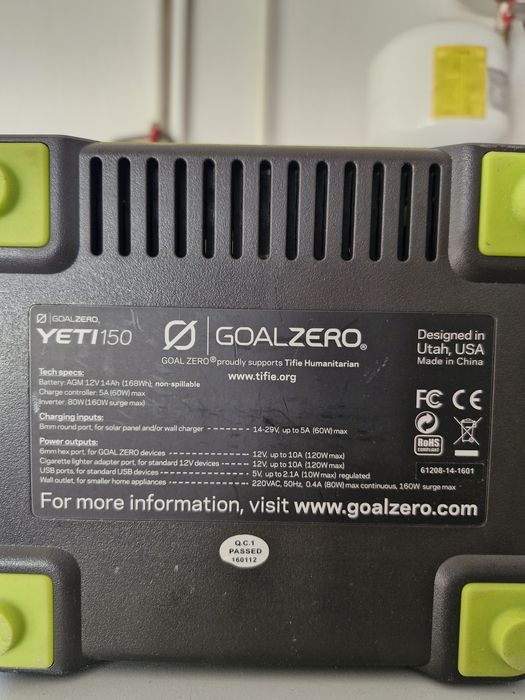 GOALZERO.
YETI150
GOALZERO.
GOAL ZERO® proudly supports Tifie Humanitarian
www.tifie.org
Designed in
Utah, USA
Made in China
Tech specs:
Battery: AGM 12V 14Ah (168Wh), non-spillable
Charge controller: 5A (60W) max
Inverter: 80W (160W surge max)
Charging inputs:
8mm round port, for solar panel and/or wall charger 14-29V, up to 5A (60W) max
Power outputs:
6mm hex port, for GOAL ZERO devices 12V, up to 10A (120W max)
Cigarette lighter adapter port, for standard 12V devices 12V, up to 10A (120W max)
USB ports, for standard USB devices 5V, up to 2.1A (10W max) regulated
Wall outlet, for smaller home appliances 220VAC, 50Hz, 0.4A (80W) max continuous, 160W surge max
FC CE
RoHS
COMPLIANT
61208-14-1601
For more information, visit www.goalzero.com
Q.C.1
PASSED
160112